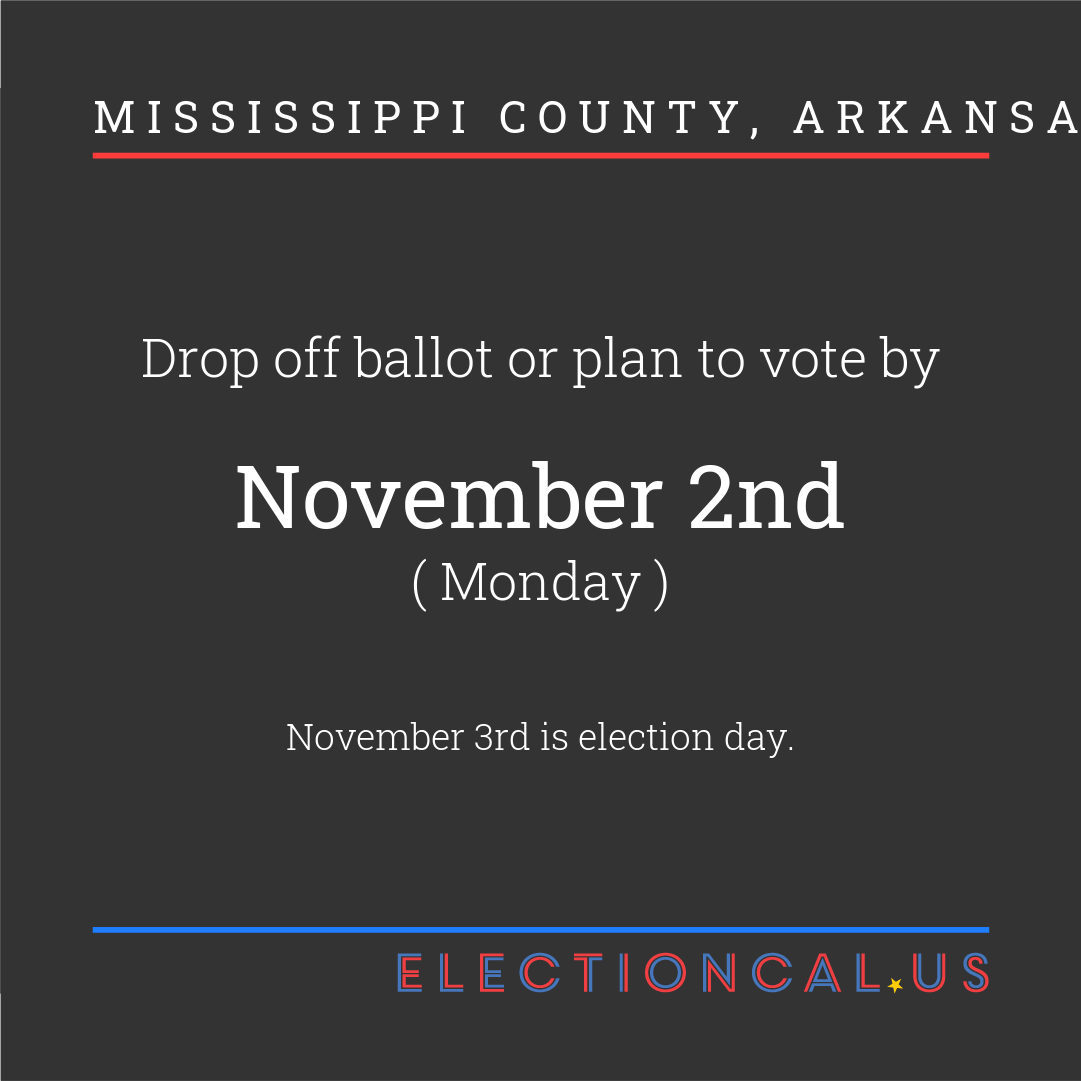 MISSISSIPPI COUNTY, ARKANSA
Drop off ballot or plan to vote by
November 2nd
( Monday )
November 3rd is election day.
ELECTIONCAL.US